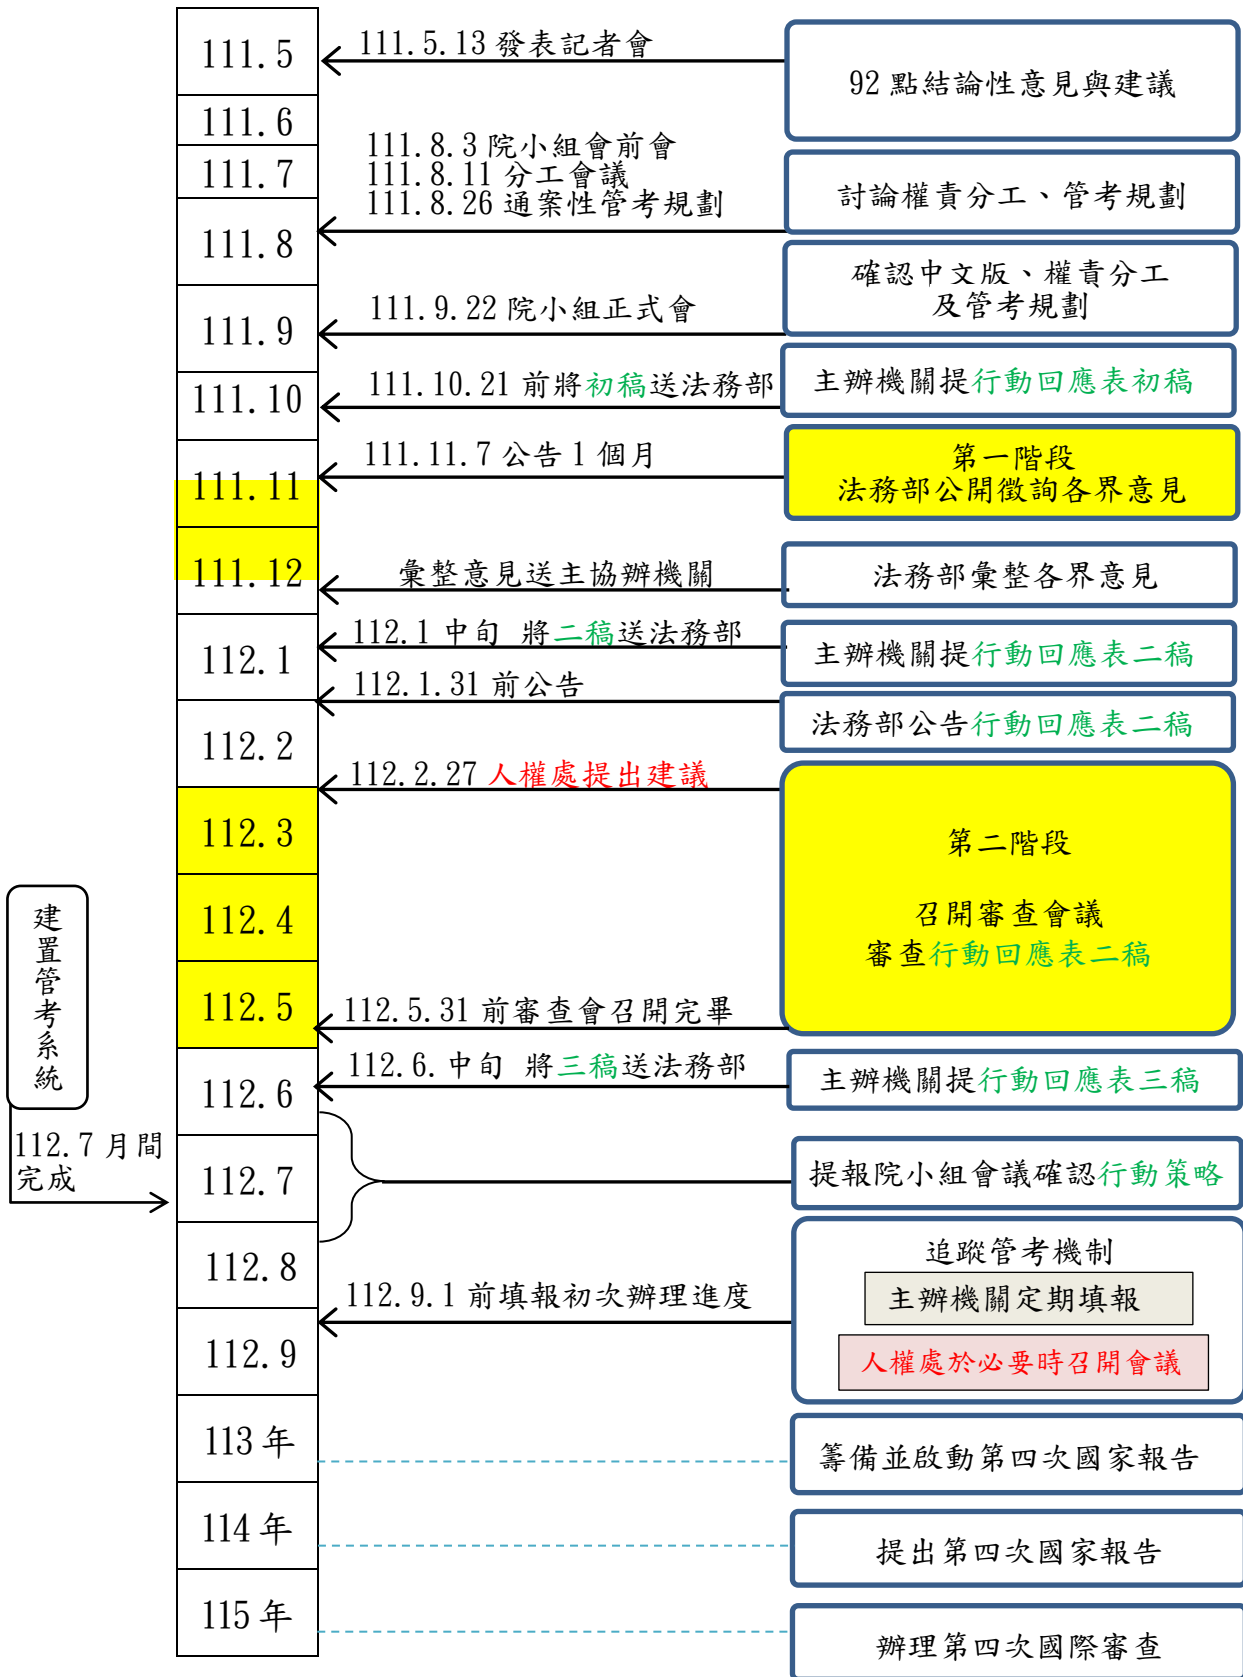 111.5
111.5.13 發表記者會
92 點結論性意見與建議
111.6
111.7
111.8.3 院小組會前會
111.8.11 分工會議
111.8.26 通案性管考規劃
討論權責分工、管考規劃
111.8
確認中文版、權責分工
及管考規劃
111.9
111.9.22 院小組正式會
111.10
111.10.21 前將初稿送法務部
主辦機關提行動回應表初稿
111.11
111.11.7 公告 1 個月
第一階段
法務部公開徵詢各界意見
111.12
彙整意見送主協辦機關
法務部彙整各界意見
112.1
112.1 中旬 將二稿送法務部
主辦機關提行動回應表二稿
112.1.31 前公告
法務部公告行動回應表二稿
112.2
112.2.27 人權處提出建議
112.3
第二階段
召開審查會議
審查行動回應表二稿
112.4
112.5
112.5.31 前審查會召開完畢
建置管考系統
112.7 月間
完成
112.6
112.6. 中旬 將三稿送法務部
主辦機關提行動回應表三稿
112.7
提報院小組會議確認行動策略
112.8
追蹤管考機制
主辦機關定期填報
人權處於必要時召開會議
112.9.1 前填報初次辦理進度
112.9
113 年
籌備並啟動第四次國家報告
114 年
提出第四次國家報告
115 年
辦理第四次國際審查